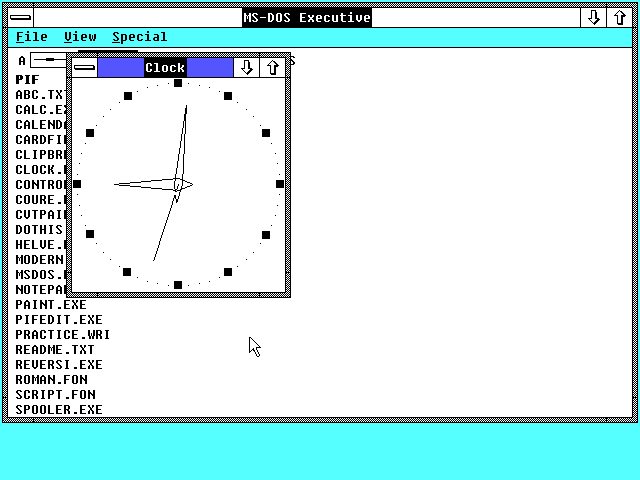 MS-DOS Executive
File View Special
A S
Clock
PIF
ABC.TXT
CALC.EX
CALEND
CARDFI
CLIPBR
CLOCK.
CONTRO
COURE.
CVTPAI
DOTHIS
HELVE.
MODERN
MSDOS.
NOTEPA
PAINT.EXE
PIFEDIT.EXE
PRACTICE.WRI
README.TXT
REVERSI.EXE
ROMAN.FON
SCRIPT.FON
SPOOLER.EXE